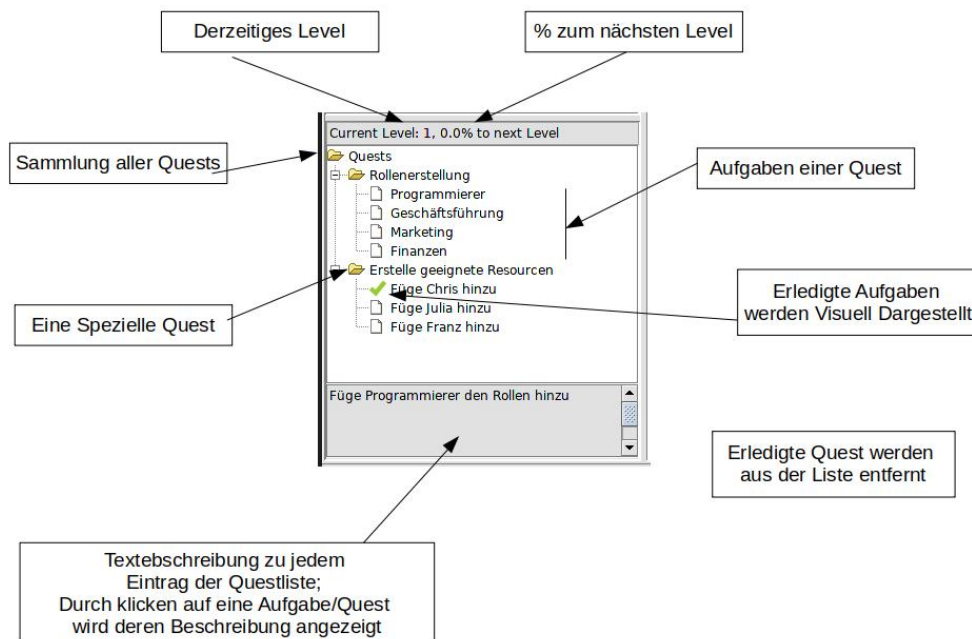 Derzeitiges Level
% zum nächsten Level
Current Level: 1, 0.0% to next Level
Sammlung aller Quests
Quests
Rollenerstellung
Programmierer
Geschäftsführung
Marketing
Finanzen
Aufgaben einer Quest
Erstelle geeignete Resourcen
Füge Chris hinzu
Füge Julia hinzu
Füge Franz hinzu
Eine Spezielle Quest
Erledigte Aufgaben
werden Visuell Dargestellt
Füge Programmierer den Rollen hinzu
Erledigte Quest werden
aus der Liste entfernt
Textebschreibung zu jedem
Eintrag der Questliste;
Durch klicken auf eine Aufgabe/Quest
wird deren Beschreibung angezeigt